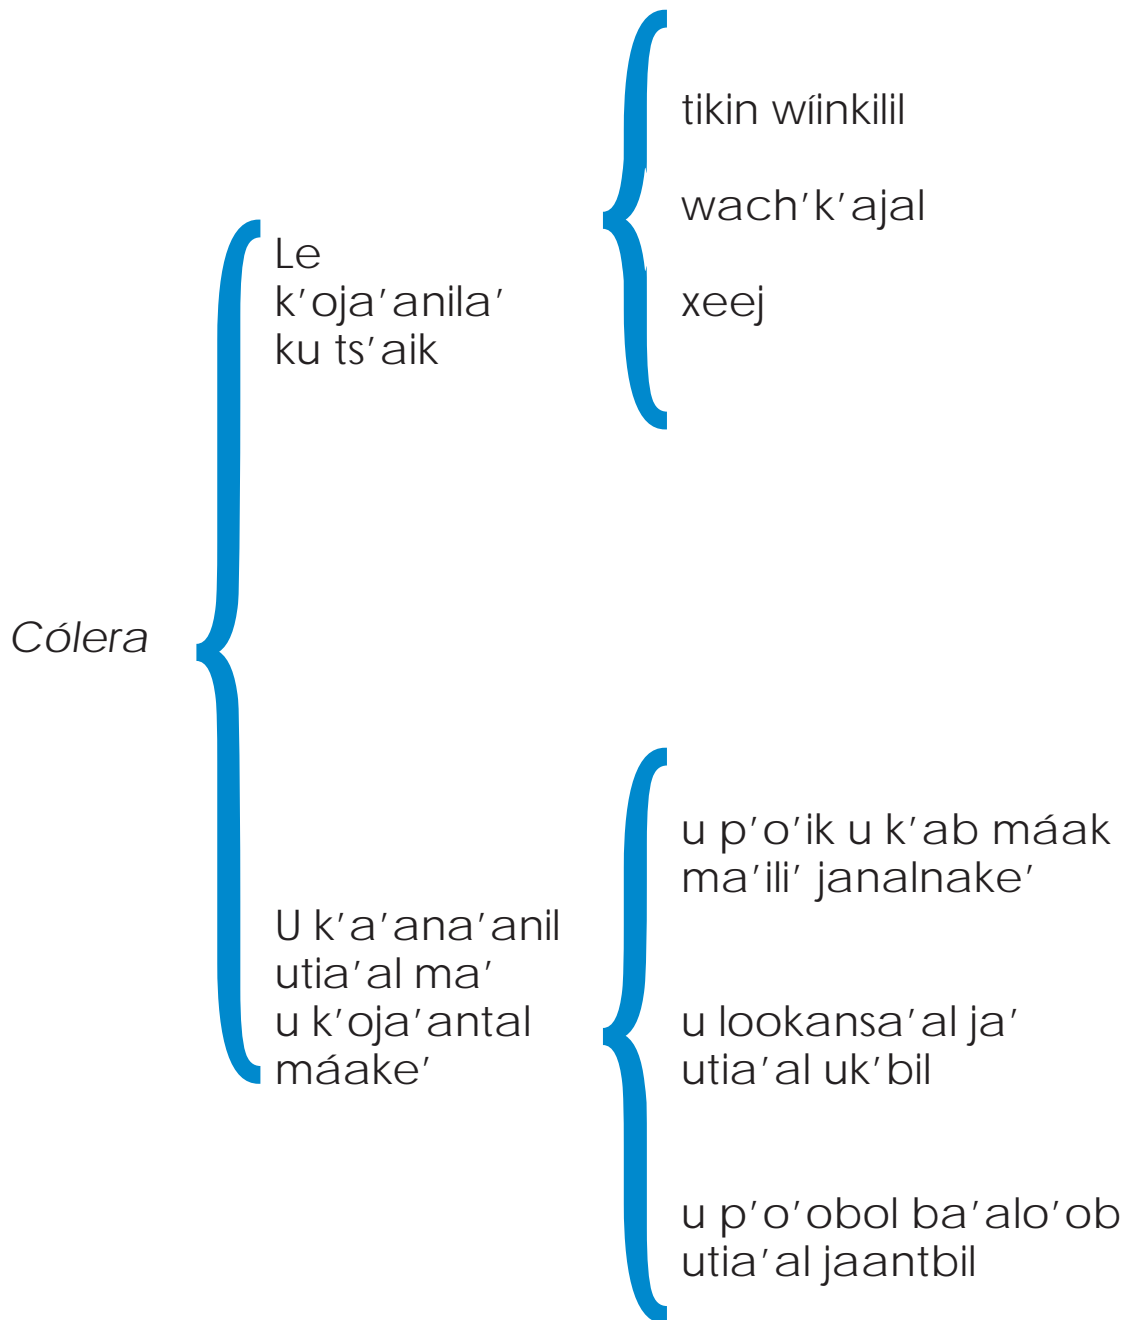 Cólera
Le
k'oja'anila'
ku ts'aik
tikin wíinkilil
wach'k'ajal
xeej
U k'a'ana'anil
utia'al ma'
u k'oja'antal
máake'
u p'o'ik u k'ab máak
ma'ili' janalnake'
u lookansa'al ja'
utia'al uk'bil
u p'o'obol ba'alo'ob
utia'al jaantbil